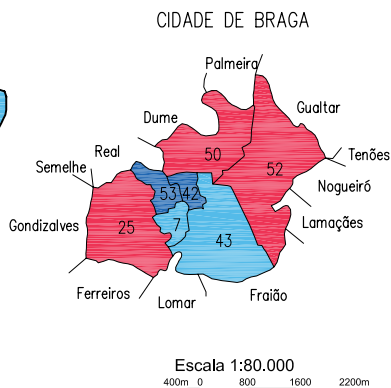 CIDADE DE BRAGA
Palmeira
Gualtar
Dume
Real
50
Tenões
Semelhe
52
Nogueiró
53 42
Lamaçães
Gondizalves
25
7
43
Ferreiros
Lomar
Fraião
Escala 1:80.000
400m 0 800 1600 2200m